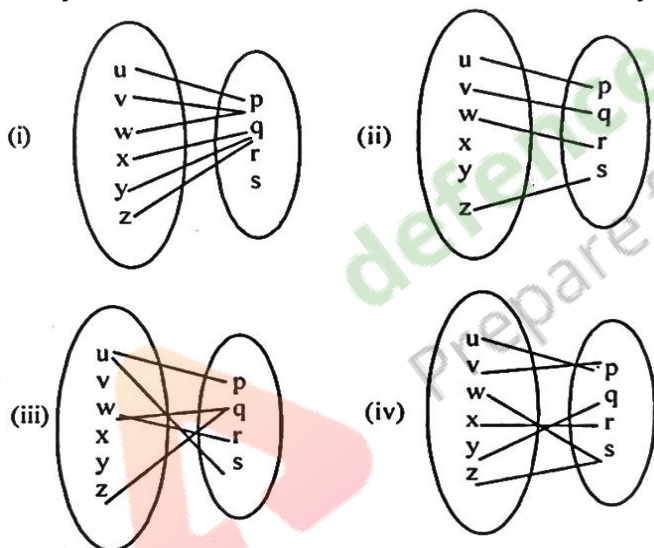 (i)
u
v
w
x
y
z
p
q
r
s
(ii)
u
v
w
x
y
z
p
q
r
s
(iii)
u
v
w
x
y
z
p
q
r
s
(iv)
u
v
w
x
y
z
p
q
r
s
defence
Prepare